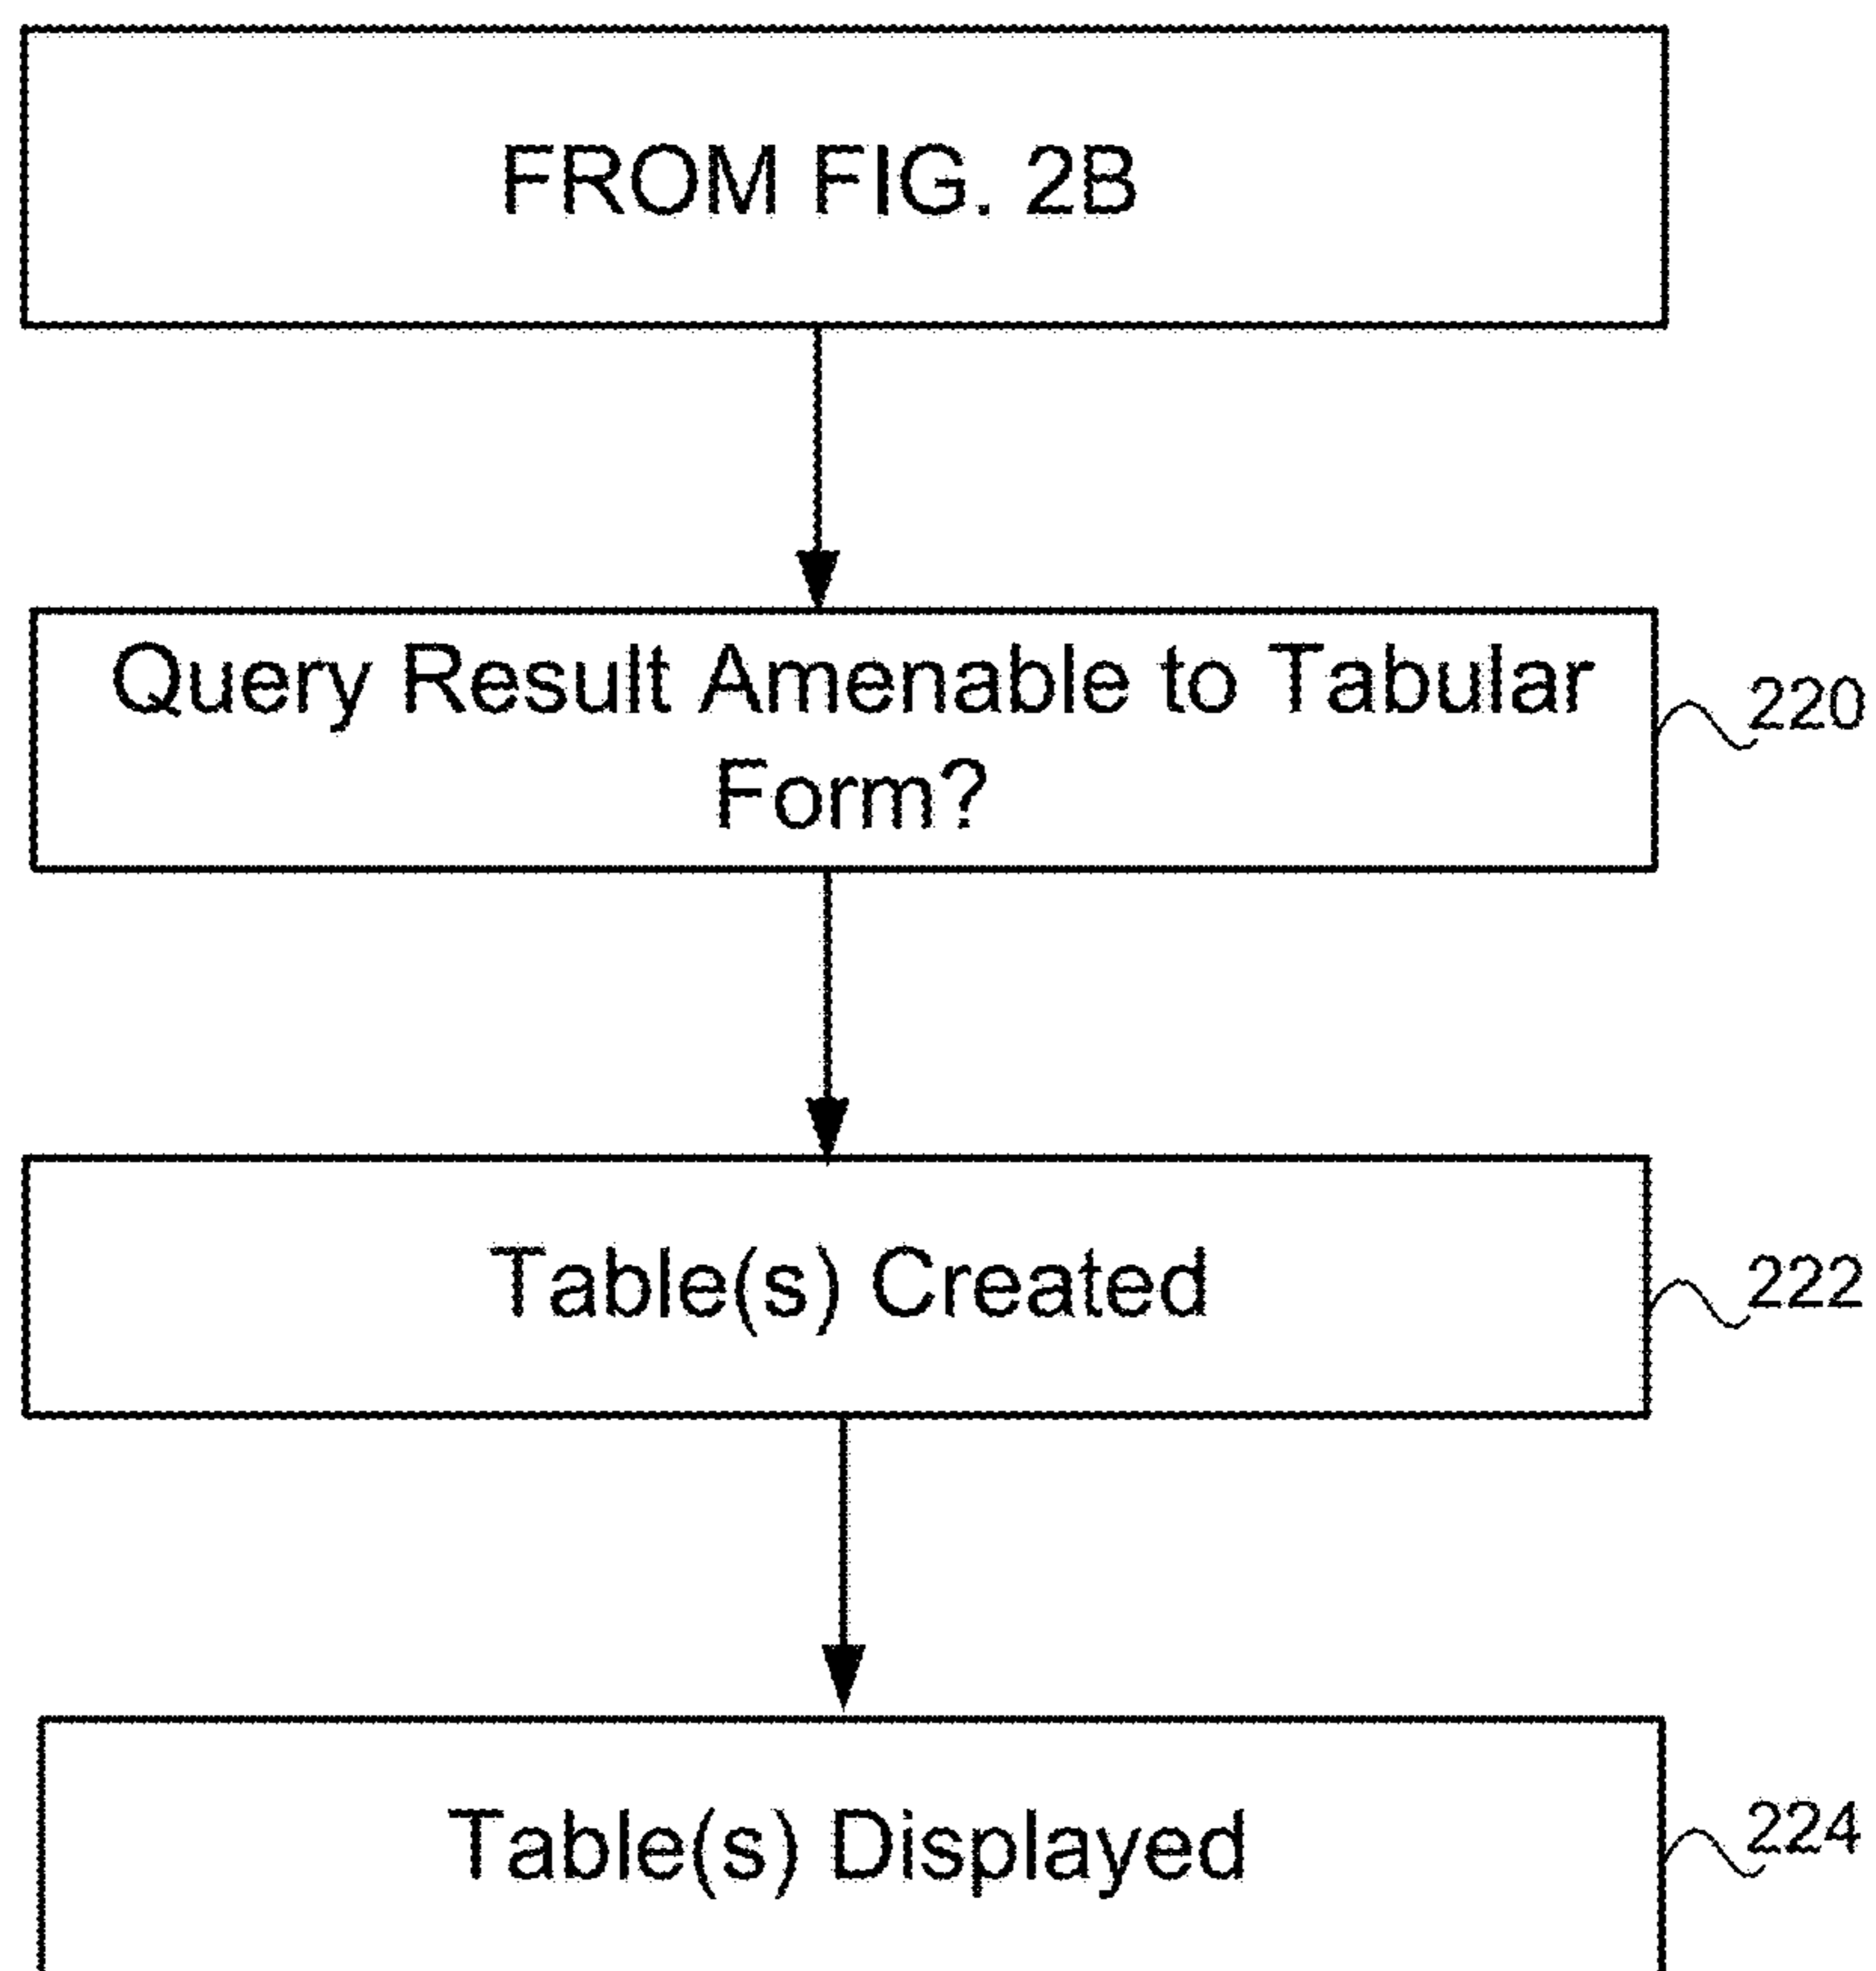 FROM FIG. 2B
Query Result Amenable to Tabular
Form?
220
Table(s) Created
222
Table(s) Displayed
224